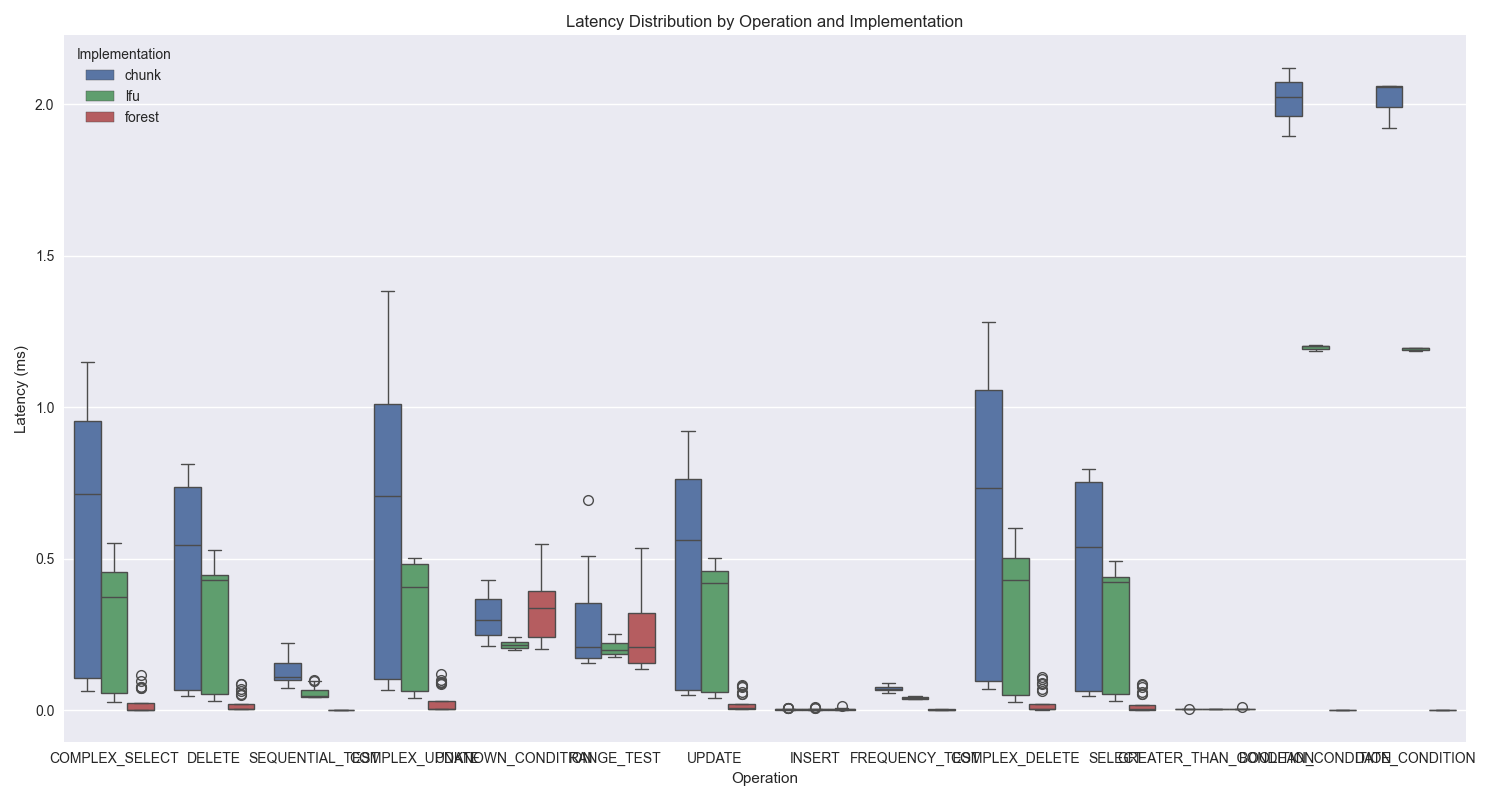 Latency Distribution by Operation and Implementation
Implementation
chunk
lfu
forest
Latency (ms)
2.0
1.5
1.0
0.5
0.0
COMPLEX_SELECT DELETE SEQUENTIAL_TEST COMPLEX_UPDATE UNKNOWN_CONDITION RANGE_TEST UPDATE INSERT FREQUENCY_TEST COMPLEX_DELETE SELECT GREATER_THAN_CONDITION BOOLEAN_CONDITION DATE_CONDITION
Operation